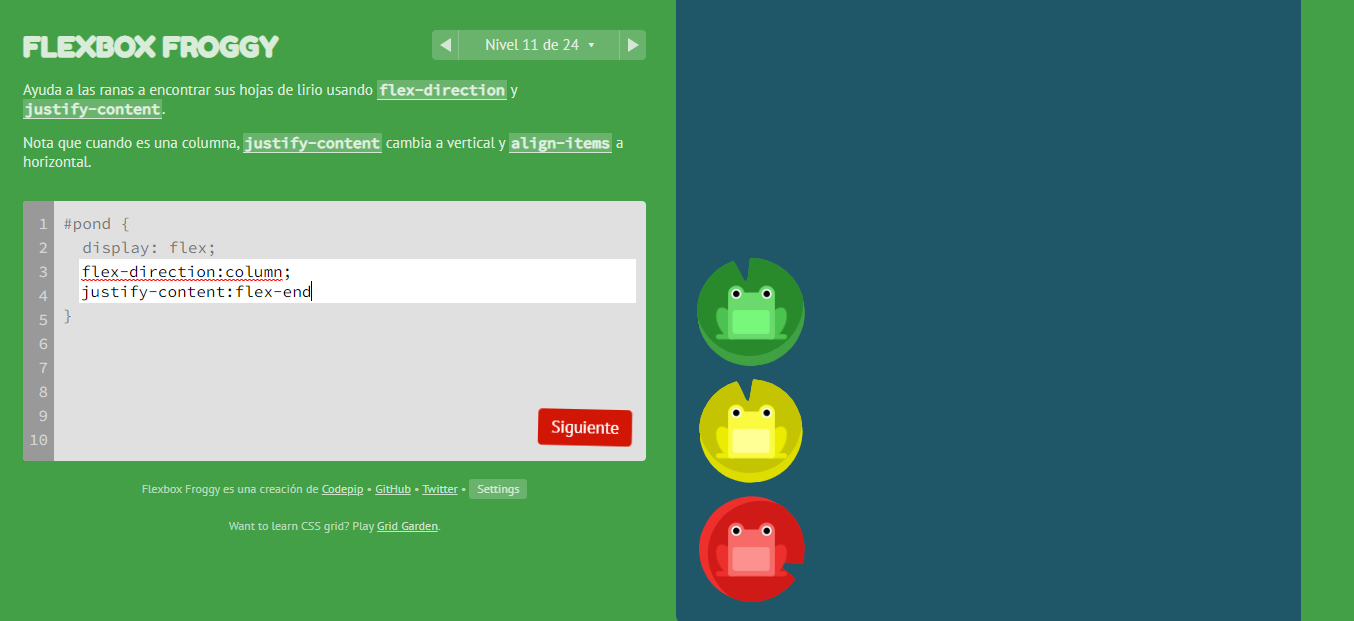 FLEXBOX FROGGY
◀ Nivel 11 de 24 ▾ ▶
Ayuda a las ranas a encontrar sus hojas de lirio usando flex-direction y
justify-content.
Nota que cuando es una columna, justify-content cambia a vertical y align-items a
horizontal.
1 #pond {
2 display: flex;
3 flex-direction:column;
4 justify-content:flex-end
5 }
6
7
8
9
10
Siguiente
Flexbox Froggy es una creación de Codepip • GitHub • Twitter • Settings
Want to learn CSS grid? Play Grid Garden.